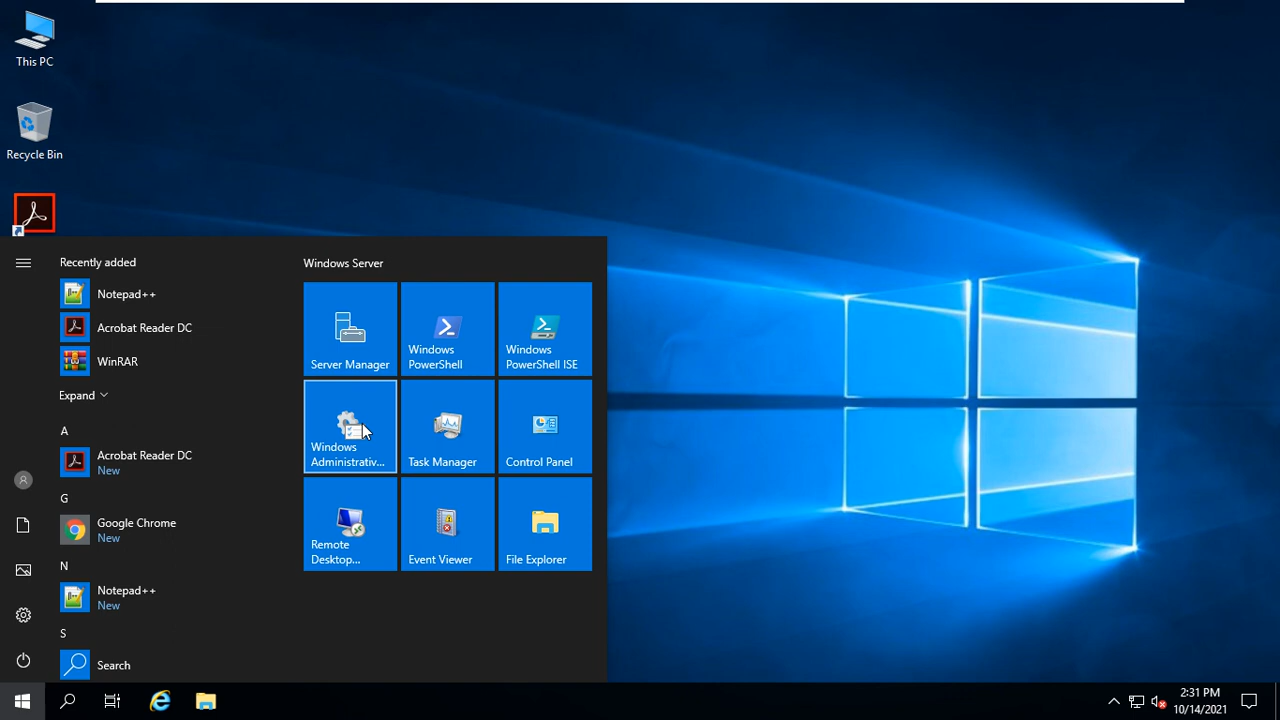 This PC
Recycle Bin
Recently added
Notepad++
Acrobat Reader DC
WinRAR
Expand
A
Acrobat Reader DC
New
G
Google Chrome
New
N
Notepad++
New
S
Search
Windows Server
Server Manager
Windows
PowerShell
Windows
PowerShell ISE
Windows
Administrativ...
Task Manager
Control Panel
Remote
Desktop...
Event Viewer
File Explorer
2:31 PM
10/14/2021